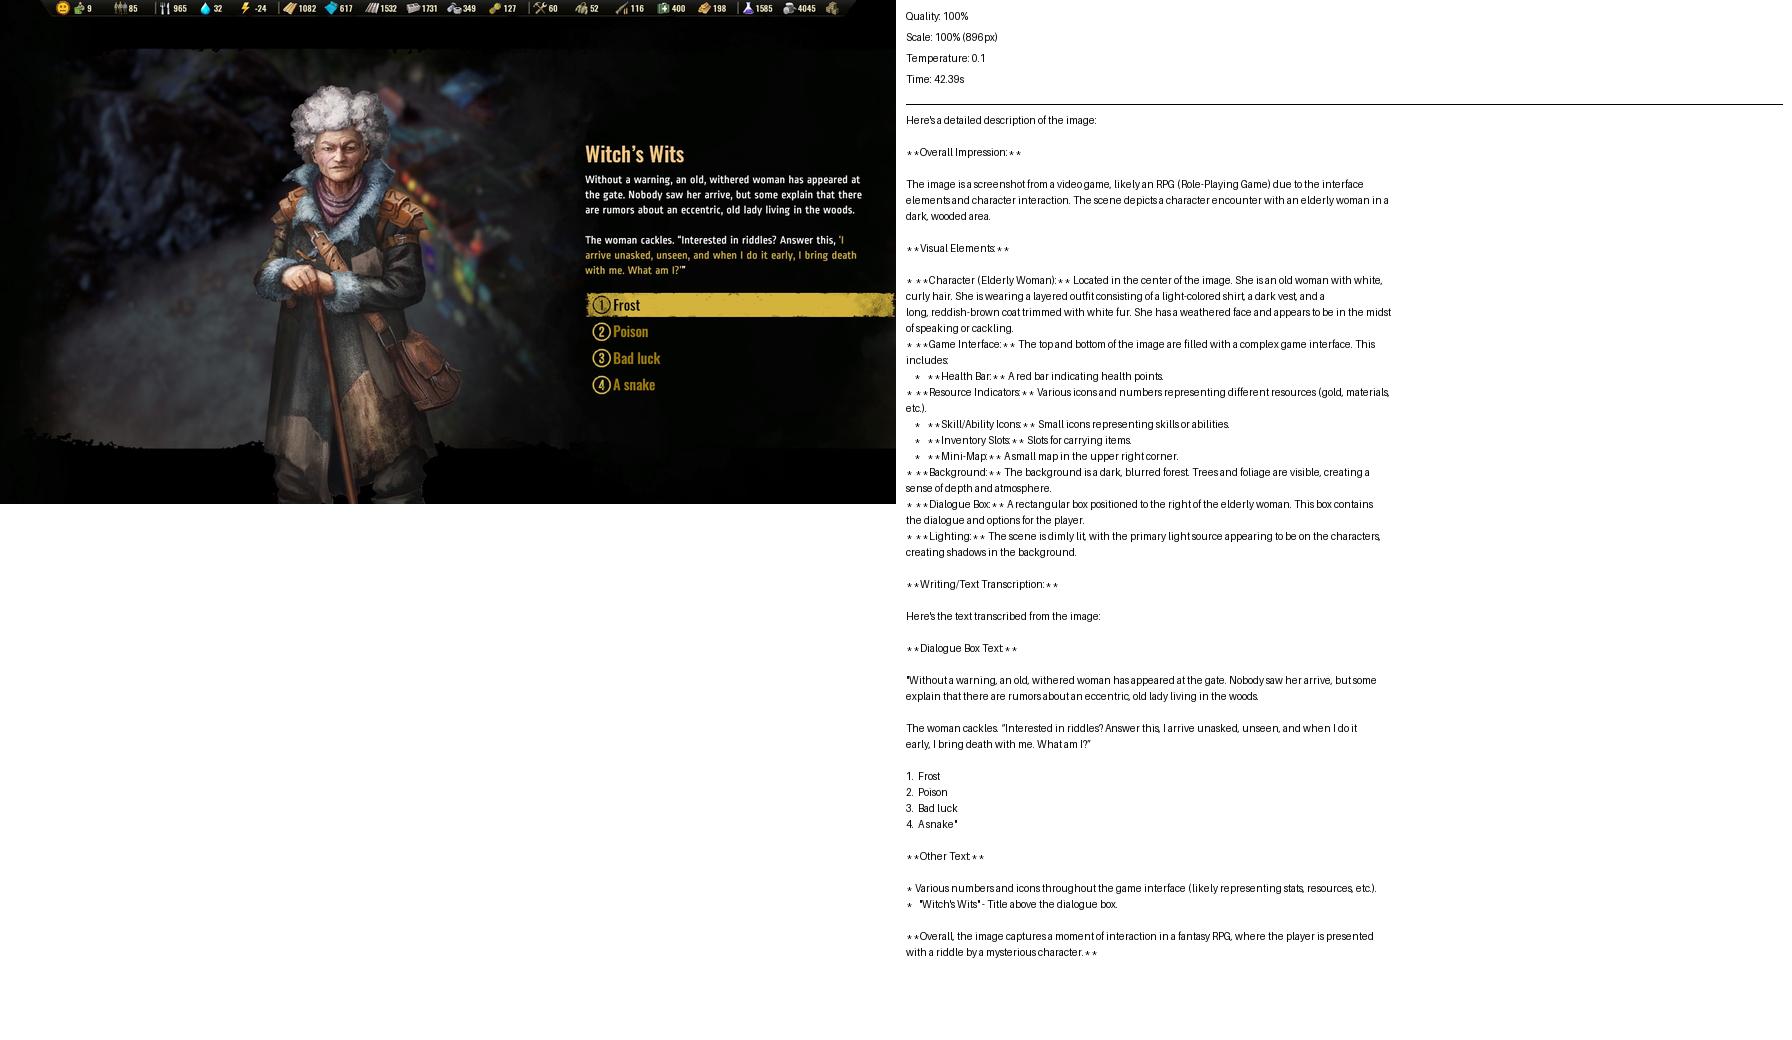 9 85 965 32 -24 1082 617 1532 1731 349 127 60 52 116 400 198 1585 4045
Witch's Wits
Without a warning, an old, withered woman has appeared at
the gate. Nobody saw her arrive, but some explain that there
are rumors about an eccentric, old lady living in the woods.
The woman cackles. “Interested in riddles? Answer this, ‘I
arrive unasked, unseen, and when I do it early, I bring death
with me. What am I?’”
1 Frost
2 Poison
3 Bad luck
4 A snake
Quality: 100%
Scale: 100% (896px)
Temperature: 0.1
Time: 42.39s
Here's a detailed description of the image:
**Overall Impression:**
The image is a screenshot from a video game, likely an RPG (Role-Playing Game) due to the interface
elements and character interaction. The scene depicts a character encounter with an elderly woman in a
dark, wooded area.
**Visual Elements:**
* **Character (Elderly Woman):** Located in the center of the image. She is an old woman with white,
curly hair. She is wearing a layered outfit consisting of a light-colored shirt, a dark vest, and a
long, reddish-brown coat trimmed with white fur. She has a weathered face and appears to be in the midst
of speaking or cackling.
* **Game Interface:** The top and bottom of the image are filled with a complex game interface. This
includes:
* **Health Bar:** A red bar indicating health points.
* **Resource Indicators:** Various icons and numbers representing different resources (gold, materials,
etc.).
* **Skill/Ability Icons:** Small icons representing skills or abilities.
* **Inventory Slots:** Slots for carrying items.
* **Mini-Map:** A small map in the upper right corner.
* **Background:** The background is a dark, blurred forest. Trees and foliage are visible, creating a
sense of depth and atmosphere.
* **Dialogue Box:** A rectangular box positioned to the right of the elderly woman. This box contains
the dialogue and options for the player.
* **Lighting:** The scene is dimly lit, with the primary light source appearing to be on the characters,
creating shadows in the background.
**Writing/Text Transcription:**
Here's the text transcribed from the image:
**Dialogue Box Text:**
"Without a warning, an old, withered woman has appeared at the gate. Nobody saw her arrive, but some
explain that there are rumors about an eccentric, old lady living in the woods.
The woman cackles. “Interested in riddles? Answer this, I arrive unasked, unseen, and when I do it
early, I bring death with me. What am I?”
1. Frost
2. Poison
3. Bad luck
4. A snake"
**Other Text:**
* Various numbers and icons throughout the game interface (likely representing stats, resources, etc.).
* "Witch's Wits" - Title above the dialogue box.
**Overall, the image captures a moment of interaction in a fantasy RPG, where the player is presented
with a riddle by a mysterious character.**